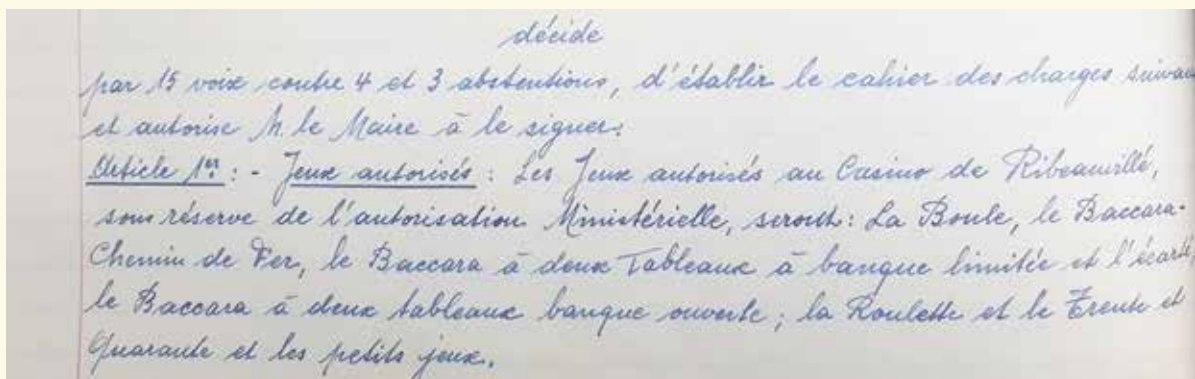 décide
par 15 voix contre 4 et 3 abstentions, d'établir le cahier des charges suivan
et autorise M. le Maire à le signer.
Article 1er : - Jeux autorisés : Les Jeux autorisés au Casino de Ribeauvillé,
sous réserve de l'autorisation Ministérielle, seront : La Boule, le Baccara-
Chemin de Fer, le Baccara à deux Tableaux à banque limitée et l'écarté,
le Baccara à deux tableaux banque ouverte ; la Roulette et le Trente et
Quarante et les petits jeux.